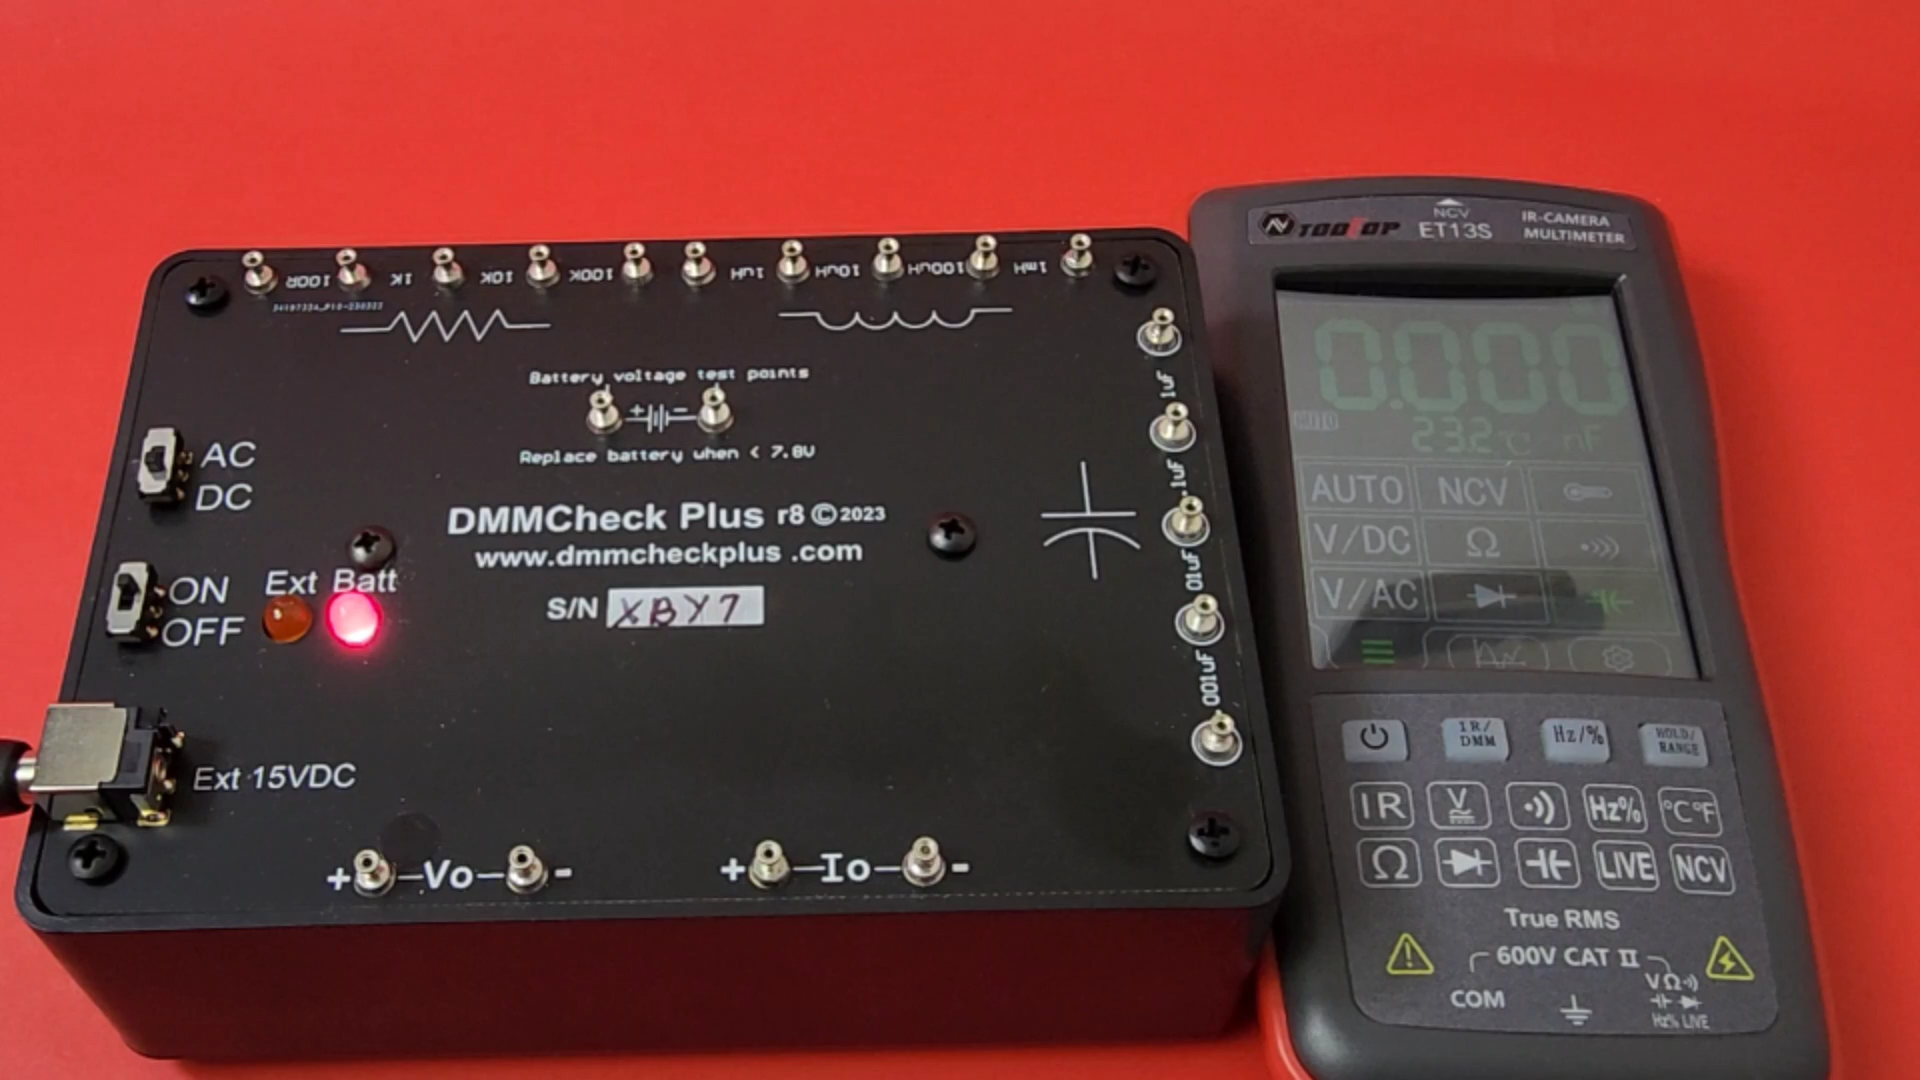 100R
1K
10K
100K
1uH
10uH
100uH
1mH
34197334_P10-230322
Battery voltage test points
+ -
Replace battery when < 7.8V
1uF
.1uF
.01uF
.001uF
AC
DC
DMMCheck Plus r8 ©2023
www.dmmcheckplus .com
ON
OFF
Ext Batt
S/N XBY7
Ext 15VDC
+ Vo -
+ Io -
NCV
TOOLTOP ET13S
IR-CAMERA
MULTIMETER
0.000
AUTO
23.2°C nF
AUTO NCV
V/DC Ω
V/AC
IR/
DMM
Hz/%
HOLD/
RANGE
IR V Hz% °C°F
Ω LIVE NCV
True RMS
600V CAT II
COM
VΩ
Hz% LIVE